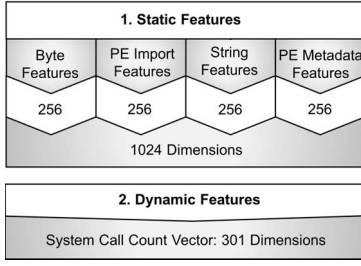 1. Static Features
Byte
Features
PE Import
Features
String
Features
PE Metadata
Features
256
256
256
256
1024 Dimensions
2. Dynamic Features
System Call Count Vector: 301 Dimensions